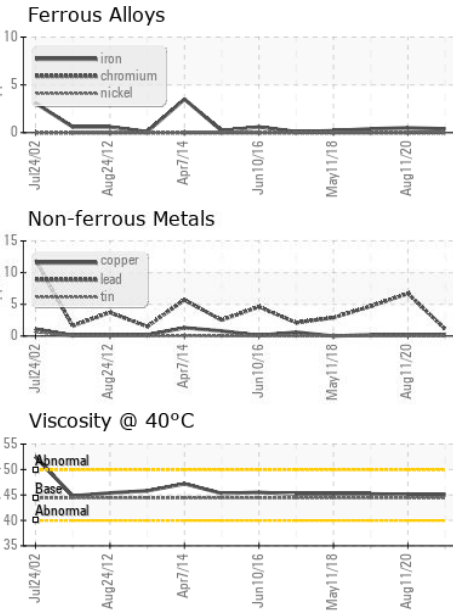 Ferrous Alloys
10
5
0
iron
chromium
nickel
Jul24/02
Aug24/12
Apr7/14
Jun10/16
May11/18
Aug11/20
Non-ferrous Metals
15
10
5
0
copper
lead
tin
Jul24/02
Aug24/12
Apr7/14
Jun10/16
May11/18
Aug11/20
Viscosity @ 40°C
55
50
45
40
35
Abnormal
Base
Abnormal
Jul24/02
Aug24/12
Apr7/14
Jun10/16
May11/18
Aug11/20